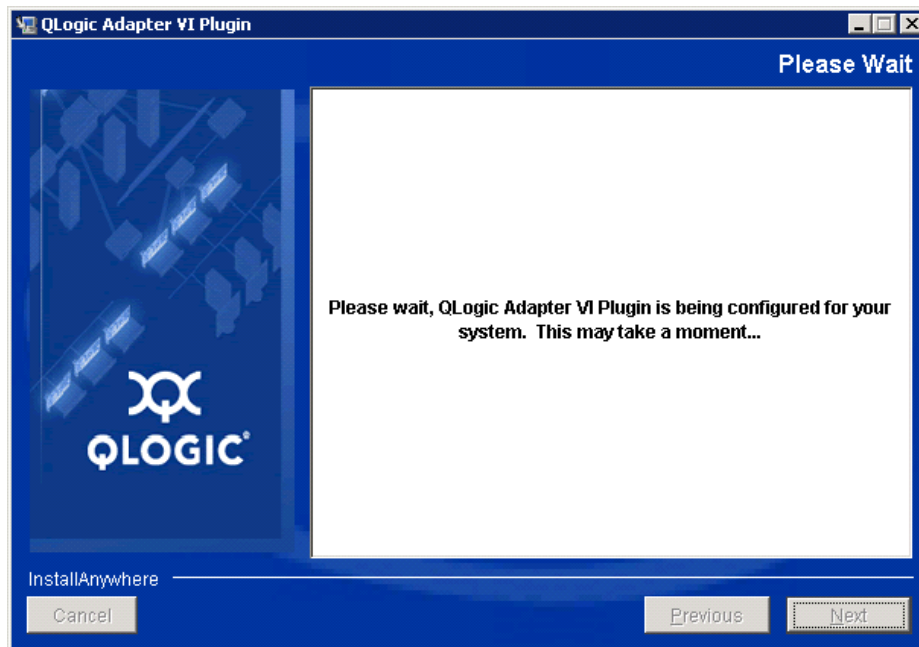 QLogic Adapter VI Plugin
Please Wait
Please wait, QLogic Adapter VI Plugin is being configured for your
system. This may take a moment...
QLOGIC®
InstallAnywhere
Cancel
Previous
Next